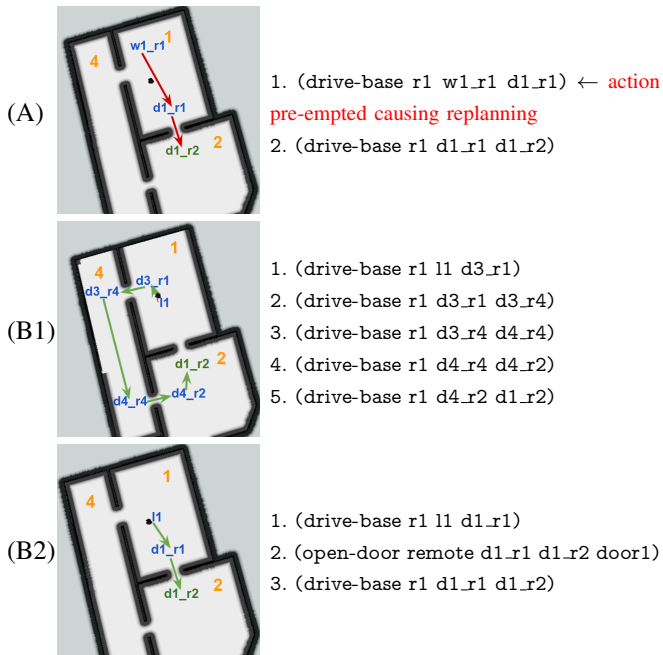 (A)
4
1
w1_r1
d1_r1
2
d1_r2
1. (drive-base r1 w1_r1 d1_r1) ← action
pre-empted causing replanning
2. (drive-base r1 d1_r1 d1_r2)
(B1)
1
4
d3_r1
d3_r4
l1
2
d1_r2
d4_r4
d4_r2
1. (drive-base r1 l1 d3_r1)
2. (drive-base r1 d3_r1 d3_r4)
3. (drive-base r1 d3_r4 d4_r4)
4. (drive-base r1 d4_r4 d4_r2)
5. (drive-base r1 d4_r2 d1_r2)
(B2)
1
4
l1
d1_r1
2
d1_r2
1. (drive-base r1 l1 d1_r1)
2. (open-door remote d1_r1 d1_r2 door1)
3. (drive-base r1 d1_r1 d1_r2)